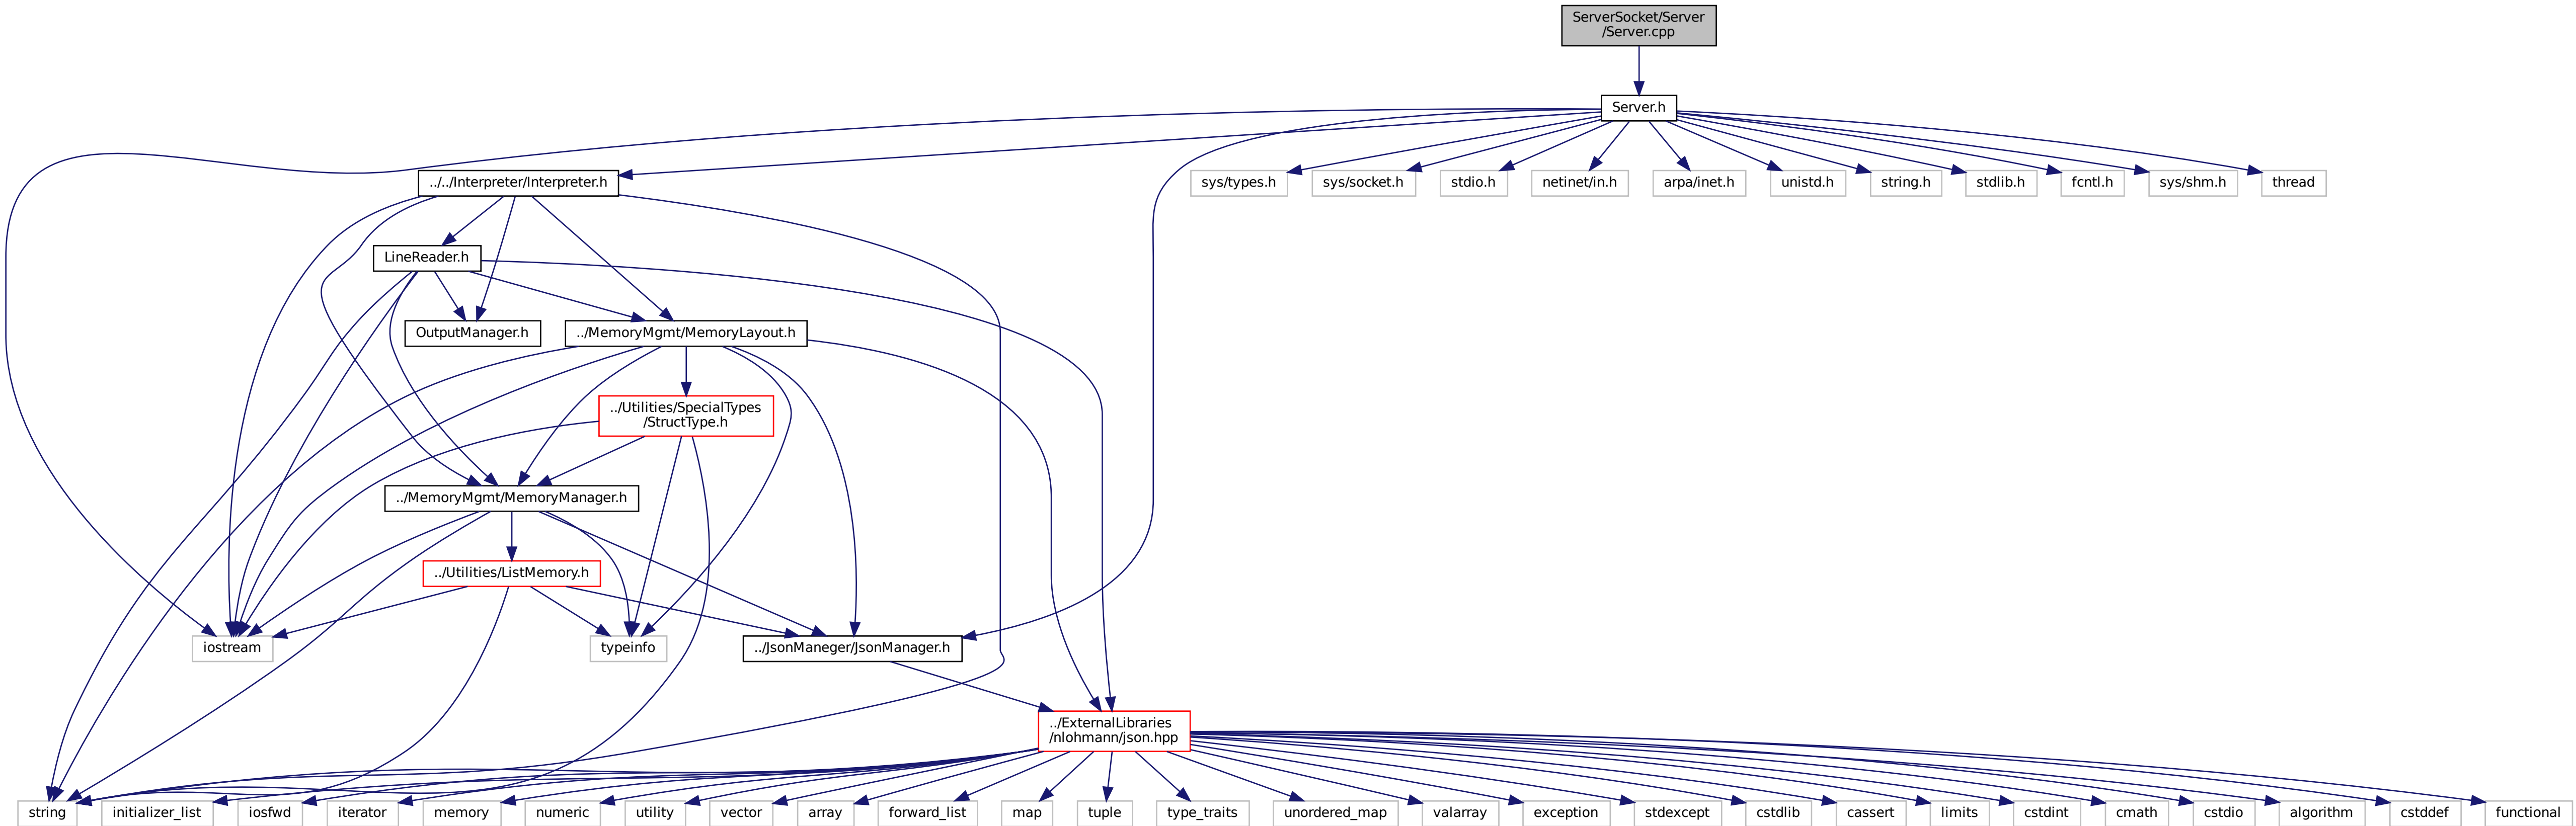 ServerSocket/Server
/Server.cpp
Server.h
../../Interpreter/Interpreter.h
sys/types.h
sys/socket.h
stdio.h
netinet/in.h
arpa/inet.h
unistd.h
string.h
stdlib.h
fcntl.h
sys/shm.h
thread
LineReader.h
OutputManager.h
../MemoryMgmt/MemoryLayout.h
../Utilities/SpecialTypes
/StructType.h
../MemoryMgmt/MemoryManager.h
../Utilities/ListMemory.h
iostream
typeinfo
../JsonManeger/JsonManager.h
../ExternalLibraries
/nlohmann/json.hpp
string
initializer_list
iosfwd
iterator
memory
numeric
utility
vector
array
forward_list
map
tuple
type_traits
unordered_map
valarray
exception
stdexcept
cstdlib
cassert
limits
cstdint
cmath
cstdio
algorithm
cstddef
functional